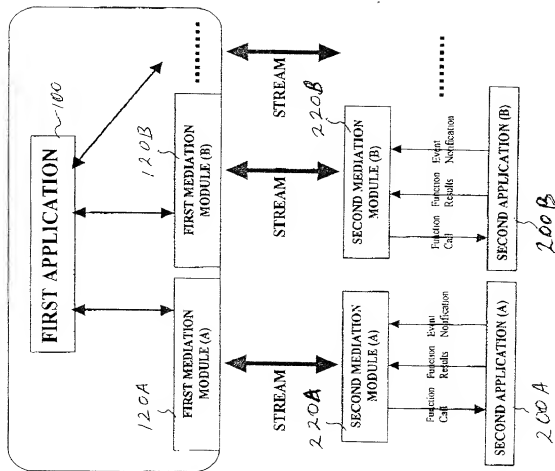 FIRST APPLICATION
100
120A
FIRST MEDIATION
MODULE (A)
120B
FIRST MEDIATION
MODULE (B)
........
STREAM
STREAM
STREAM
220A
SECOND MEDIATION
MODULE (A)
220B
SECOND MEDIATION
MODULE (B)
........
Function
Call
Function
Results
Event
Notification
Function
Call
Function
Results
Event
Notification
SECOND APPLICATION (A)
200A
SECOND APPLICATION (B)
200B